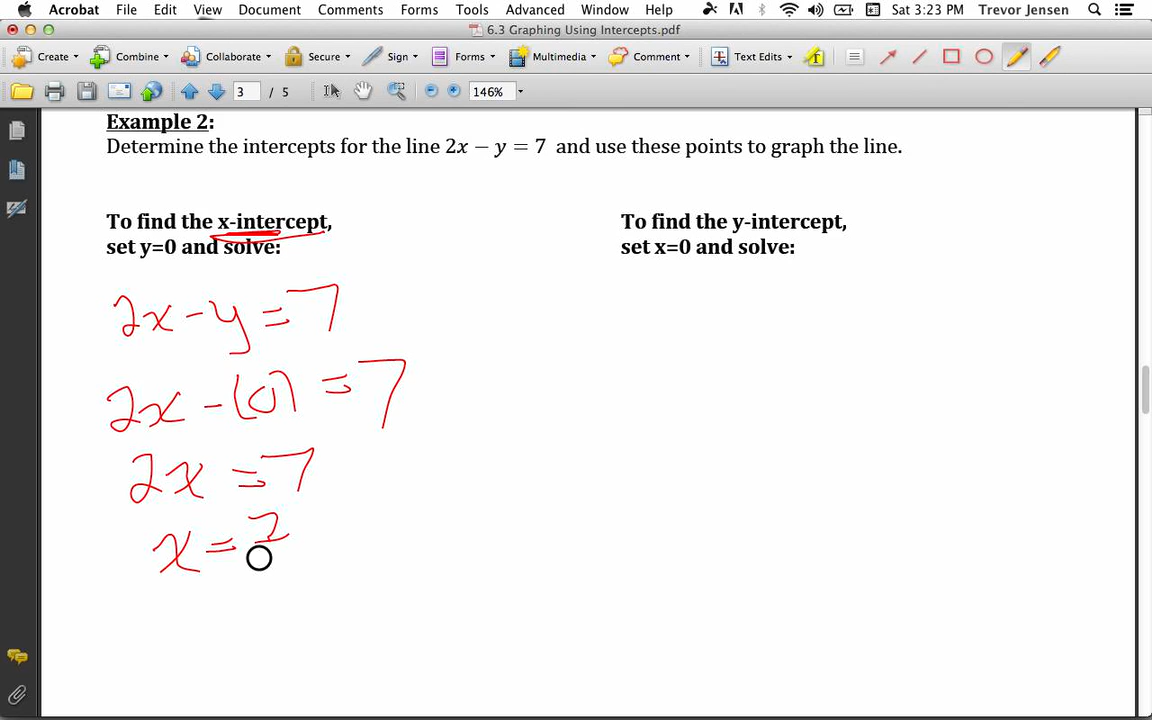 Acrobat File Edit View Document Comments Forms Tools Advanced Window Help Sat 3:23 PM Trevor Jensen
6.3 Graphing Using Intercepts.pdf
Create Combine Collaborate Secure Sign Forms Multimedia Comment Text Edits
3 / 5 146%
Example 2:
Determine the intercepts for the line 2x − y = 7 and use these points to graph the line.
To find the x-intercept,
set y=0 and solve:
2x - y = 7
2x - (0) = 7
2x = 7
x = 7
To find the y-intercept,
set x=0 and solve: